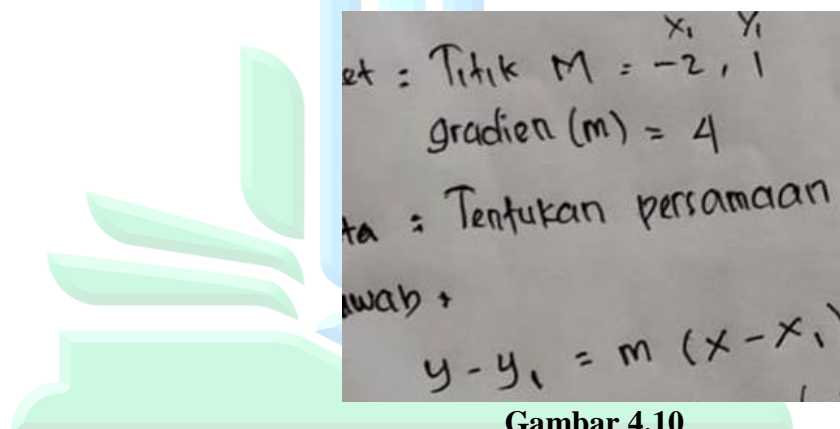 x₁ y₁
et : Titik M = -2, 1
gradien (m) = 4
ta : Tentukan persamaan
wab :
y - y₁ = m (x - x₁)
Gambar 4.10